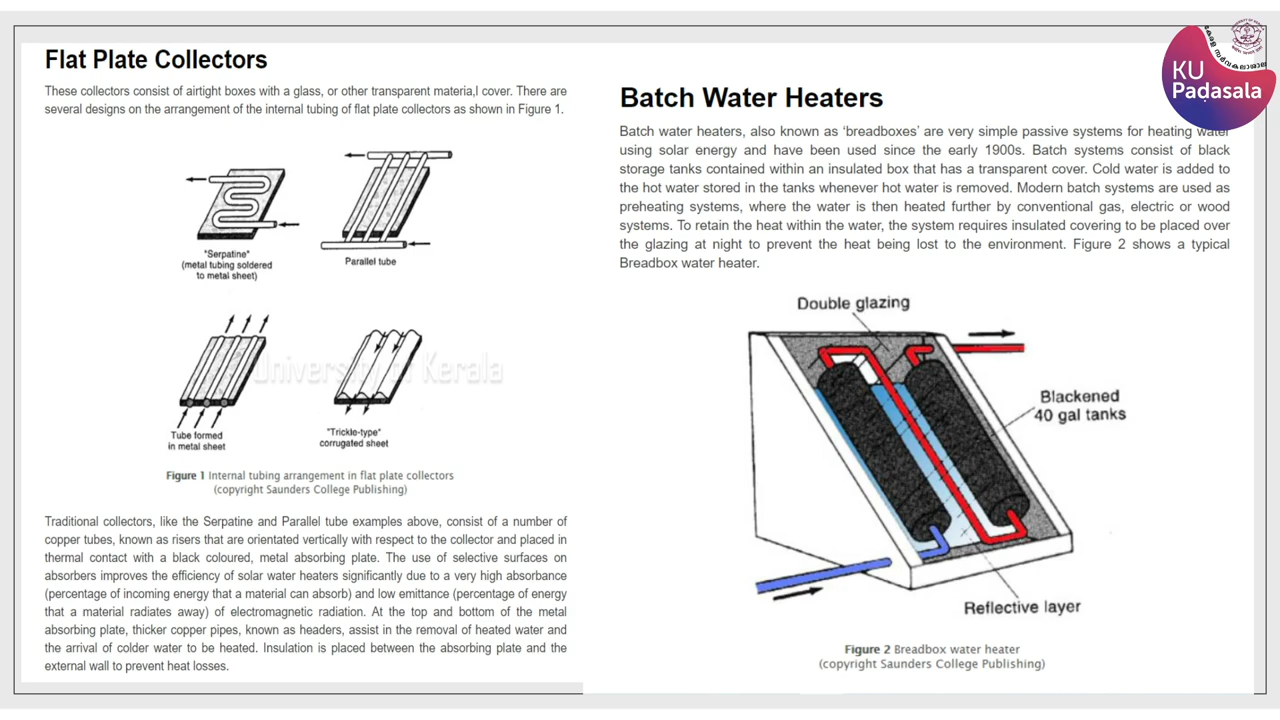 Flat Plate Collectors
These collectors consist of airtight boxes with a glass, or other transparent materia,l cover. There are
several designs on the arrangement of the internal tubing of flat plate collectors as shown in Figure 1.
"Serpatine"
(metal tubing soldered
to metal sheet)
Parallel tube
Tube formed
in metal sheet
"Trickle-type"
corrugated sheet
University of Kerala
Figure 1 Internal tubing arrangement in flat plate collectors
(copyright Saunders College Publishing)
Traditional collectors, like the Serpatine and Parallel tube examples above, consist of a number of
copper tubes, known as risers that are orientated vertically with respect to the collector and placed in
thermal contact with a black coloured, metal absorbing plate. The use of selective surfaces on
absorbers improves the efficiency of solar water heaters significantly due to a very high absorbance
(percentage of incoming energy that a material can absorb) and low emittance (percentage of energy
that a material radiates away) of electromagnetic radiation. At the top and bottom of the metal
absorbing plate, thicker copper pipes, known as headers, assist in the removal of heated water and
the arrival of colder water to be heated. Insulation is placed between the absorbing plate and the
external wall to prevent heat losses.
Batch Water Heaters
Batch water heaters, also known as ‘breadboxes’ are very simple passive systems for heating water
using solar energy and have been used since the early 1900s. Batch systems consist of black
storage tanks contained within an insulated box that has a transparent cover. Cold water is added to
the hot water stored in the tanks whenever hot water is removed. Modern batch systems are used as
preheating systems, where the water is then heated further by conventional gas, electric or wood
systems. To retain the heat within the water, the system requires insulated covering to be placed over
the glazing at night to prevent the heat being lost to the environment. Figure 2 shows a typical
Breadbox water heater.
Double glazing
Blackened
40 gal tanks
Reflective layer
Figure 2 Breadbox water heater
(copyright Saunders College Publishing)
KU
Paḍasala
കേരള സർവകലാശാല